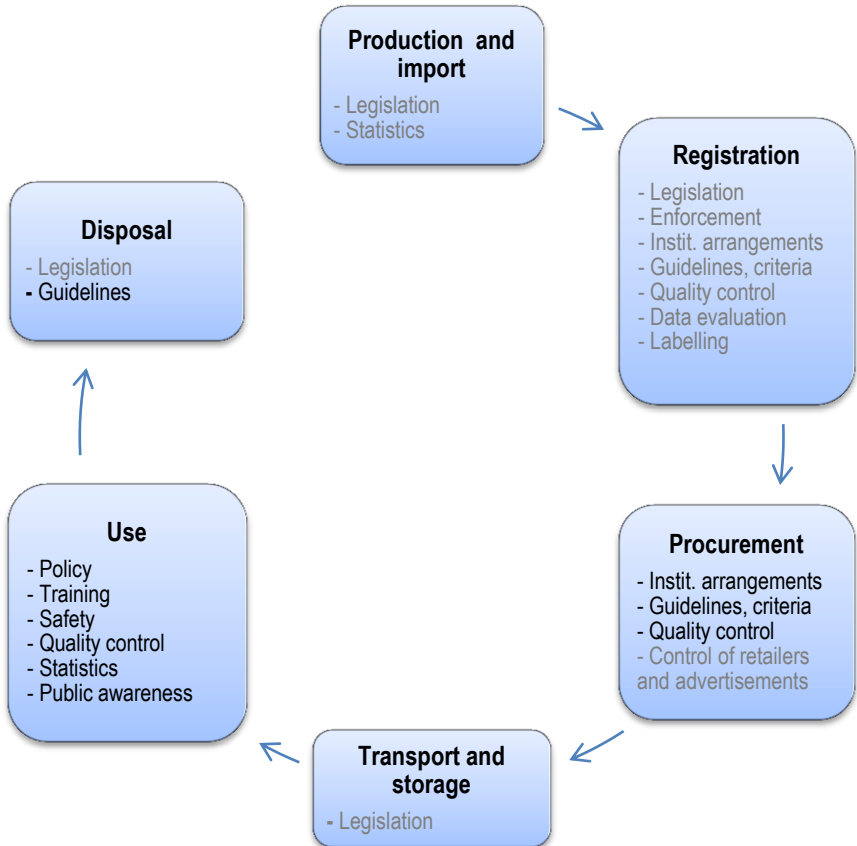 Production and
import
- Legislation
- Statistics
Registration
- Legislation
- Enforcement
- Instit. arrangements
- Guidelines, criteria
- Quality control
- Data evaluation
- Labelling
Procurement
- Instit. arrangements
- Guidelines, criteria
- Quality control
- Control of retailers
and advertisements
Transport and
storage
- Legislation
Use
- Policy
- Training
- Safety
- Quality control
- Statistics
- Public awareness
Disposal
- Legislation
- Guidelines